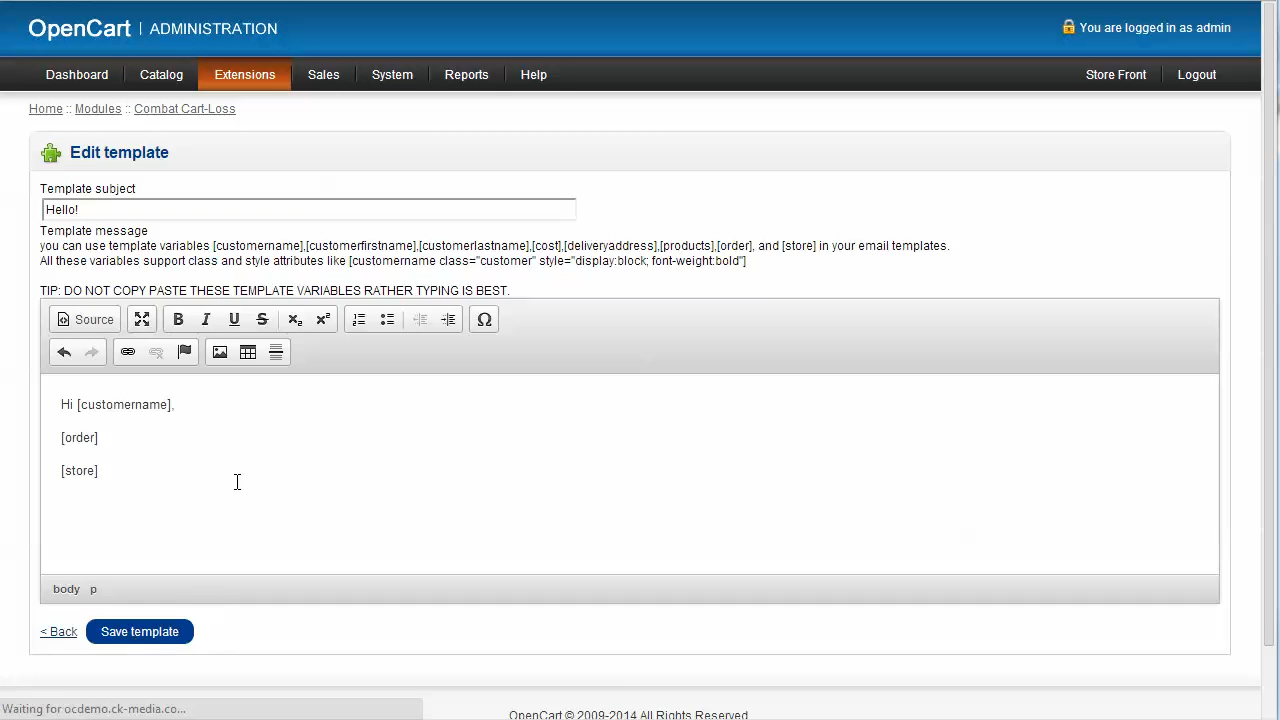 OpenCart | ADMINISTRATION
You are logged in as admin
Dashboard Catalog Extensions Sales System Reports Help Store Front Logout
Home :: Modules :: Combat Cart-Loss
Edit template
Template subject
Hello!
Template message
you can use template variables [customername],[customerfirstname],[customerlastname],[cost],[deliveryaddress],[products],[order], and [store] in your email templates.
All these variables support class and style attributes like [customername class="customer" style="display:block; font-weight:bold"]
TIP: DO NOT COPY PASTE THESE TEMPLATE VARIABLES RATHER TYPING IS BEST.
Source B I U S x₂ x² Ω
Hi [customername],
[order]
[store]
body p
< Back Save template
Waiting for ocdemo.ck-media.co...
OpenCart © 2009-2014 All Rights Reserved